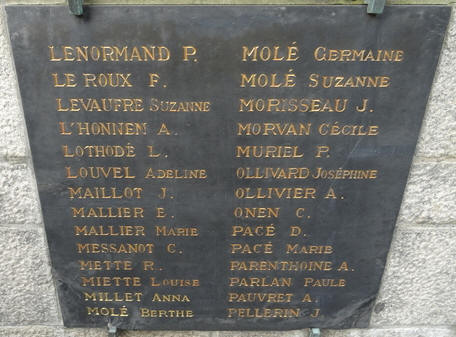 LENORMAND P.
LE ROUX F.
LEVAUFRE SUZANNE
L'HONNEN A.
LOTHODÉ L.
LOUVEL ADELINE
MAILLOT J.
MALLIER E.
MALLIER MARIE
MESSANOT C.
METTE R.
MIETTE LOUISE
MILLET ANNA
MOLÉ BERTHE
MOLÉ GERMAINE
MOLÉ SUZANNE
MORISSEAU J.
MORVAN CÉCILE
MURIEL P.
OLLIVARD JOSÉPHINE
OLLIVIER A.
ONEN C.
PACÉ D.
PACÉ MARIE
PARENTHOINE A.
PARLAN PAULE
PAUVRET A.
PELLERIN J.